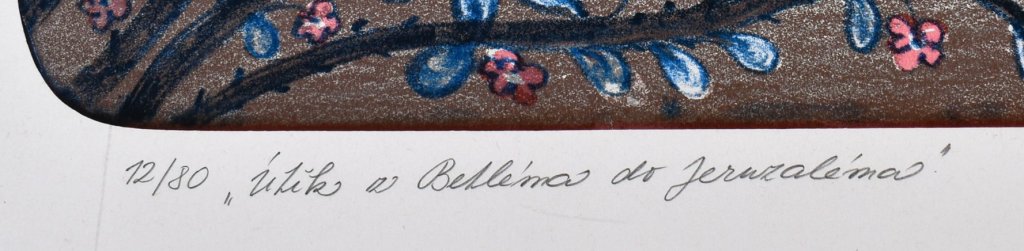 12/80 „Útěk z Betléma do Jeruzaléma"